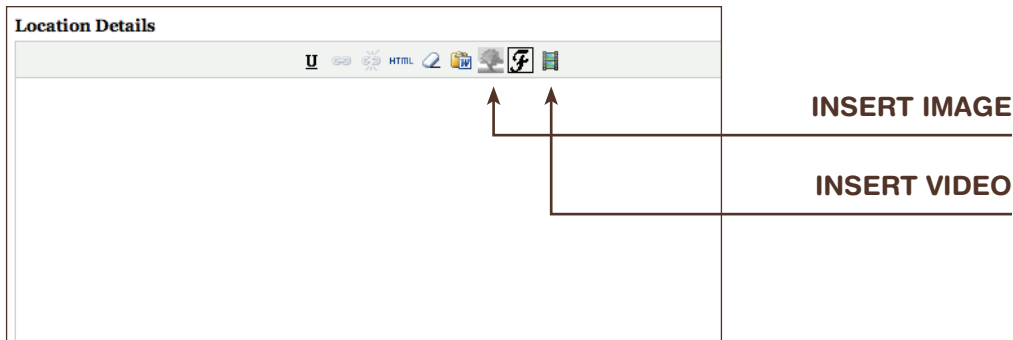 Location Details
U HTML W F
INSERT IMAGE
INSERT VIDEO